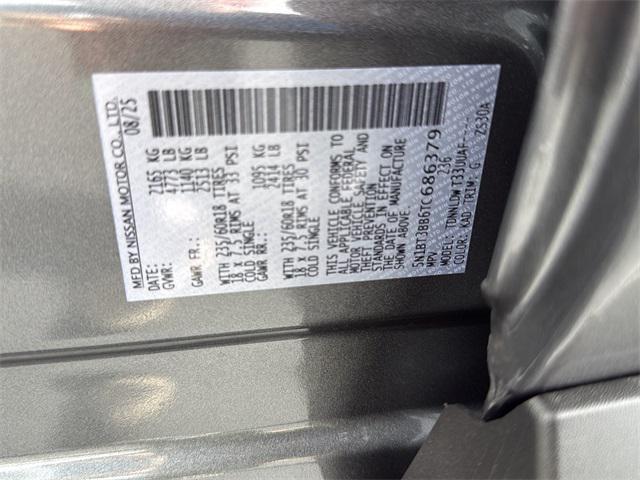 MFD BY NISSAN MOTOR CO., LTD.
DATE: 08/25
GVWR: 2165 KG
4773 LB
GAWR FR.: 1140 KG
2513 LB
WITH 235/60R18 TIRES
18 X 7.5 RIMS AT 33 PSI
COLD SINGLE
GAWR RR.: 1095 KG
2414 LB
WITH 235/60R18 TIRES
18 X 7.5 RIMS AT 30 PSI
COLD SINGLE
THIS VEHICLE CONFORMS TO
ALL APPLICABLE FEDERAL
MOTOR VEHICLE SAFETY AND
THEFT PREVENTION
STANDARDS IN EFFECT ON
THE DATE OF MANUFACTURE
SHOWN ABOVE.
5N1BT3BB6TC686379
MPV 236
MODEL: TDNNLDW T33UUAF----
COLOR: KAD TRIM: G ZS30A